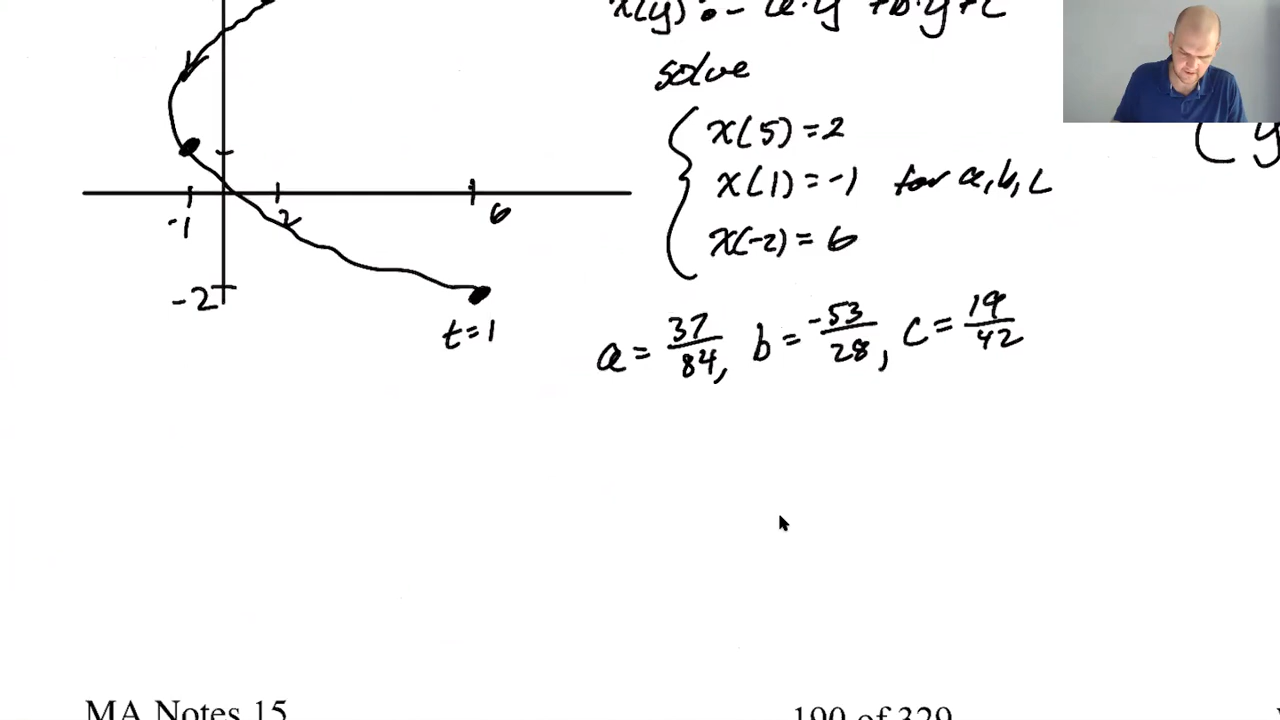 x(y) := a·y + b·y + c
solve
x(5) = 2
x(1) = -1 for a, b, c
x(-2) = 6
-1
2
6
-2
t=1
a = 37/84, b = -53/28, c = 19/42
(y
MA Notes 15
190 of 329